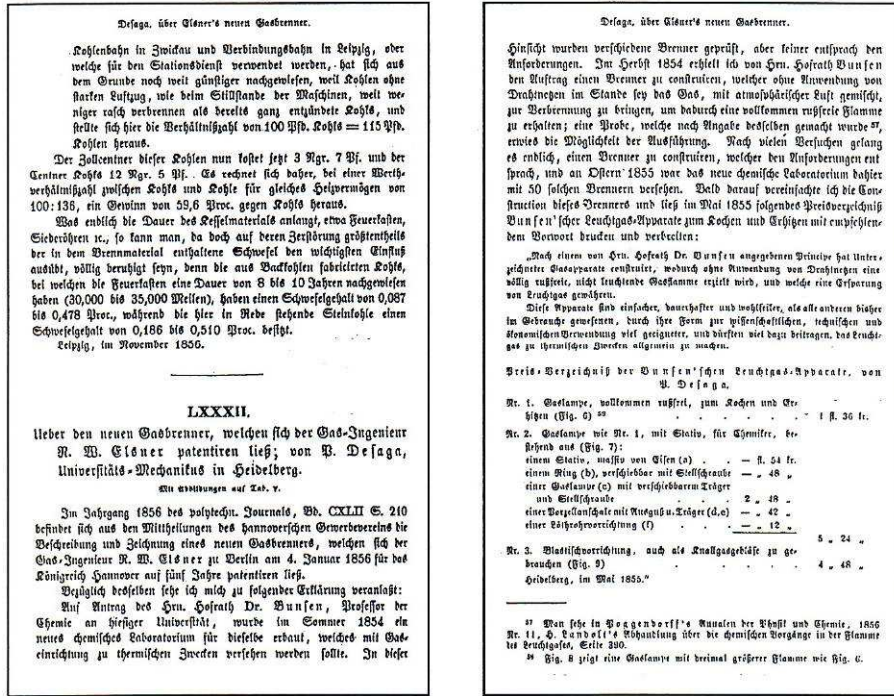 Desaga, über Elsner's neuen Gasbrenner.
Kohlenbahn in Zwickau und Verbindungsbahn in Leipzig, oder
welche für den Stationsdienst verwendet werden, hat sich aus
dem Grunde noch weit günstiger nachgewiesen, weil Kohlen ohne
starken Luftzug, wie beim Stillstande der Maschinen, weit we-
niger rasch verbrennen als bereits ganz entzündete Kohks, und
stellte sich hier die Verhältnißzahl von 100 Pfd. Kohks = 115 Pfd.
Kohlen heraus.
Der Zollcentner dieser Kohlen nun kostet jetzt 3 Ngr. 7 Pf. und der
Centner Kohks 12 Ngr. 5 Pf. Es rechnet sich daher, bei einer Werth-
verhältnißzahl zwischen Kohks und Kohle für gleiches Heizvermögen von
100:136, ein Gewinn von 59,6 Proc. gegen Kohks heraus.
Was endlich die Dauer des Kesselmaterials anlangt, etwa Feuerkasten,
Siederöhren ꝛc., so kann man, da doch auf deren Zerstörung größtentheils
der in dem Brennmaterial enthaltene Schwefel den wichtigsten Einfluß
ausübt, völlig beruhigt seyn, denn die aus Backkohlen fabricirten Kohks,
bei welchen die Feuerkasten eine Dauer von 8 bis 10 Jahren nachgewiesen
haben (30,000 bis 35,000 Meilen), haben einen Schwefelgehalt von 0,087
bis 0,478 Proc., während die hier in Rede stehende Steinkohle einen
Schwefelgehalt von 0,186 bis 0,510 Proc. besitzt.
Leipzig, im November 1856.
LXXXII.
Ueber den neuen Gasbrenner, welchen sich der Gas-Ingenieur
R. W. Elsner patentiren ließ; von P. Desaga,
Universitäts-Mechanikus in Heidelberg.
Mit Abbildungen auf Tab. V.
Im Jahrgang 1856 des polytechn. Journals, Bd. CXLII S. 210
befindet sich aus den Mittheilungen des hannoverschen Gewerbevereins die
Beschreibung und Zeichnung eines neuen Gasbrenners, welchen sich der
Gas-Ingenieur R. W. Elsner zu Berlin am 4. Januar 1856 für das
Königreich Hannover auf fünf Jahre patentiren ließ.
Bezüglich desselben sehe ich mich zu folgender Erklärung veranlaßt:
Auf Antrag des Hrn. Hofrath Dr. Bunsen, Professor der
Chemie an hiesiger Universität, wurde im Sommer 1854 ein
neues chemisches Laboratorium für dieselbe erbaut, welches mit Gas-
einrichtung zu thermischen Zwecken versehen werden sollte. In dieser
Desaga, über Elsner's neuen Gasbrenner.
Hinsicht wurden verschiedene Brenner geprüft, aber keiner entsprach den
Anforderungen. Im Herbst 1854 erhielt ich von Hrn. Hofrath Bunsen
den Auftrag einen Brenner zu construiren, welcher ohne Anwendung von
Drahtnetzen im Stande sey das Gas, mit atmosphärischer Luft gemischt,
zur Verbrennung zu bringen, um dadurch eine vollkommen rußfreie Flamme
zu erhalten; eine Probe, welche nach Angabe desselben gemacht wurde 57,
erwies die Möglichkeit der Ausführung. Nach vielen Versuchen gelang
es endlich, einen Brenner zu construiren, welcher den Anforderungen ent
sprach, und an Ostern 1855 war das neue chemische Laboratorium dahier
mit 50 solchen Brennern versehen. Bald darauf vereinfachte ich die Con-
struction dieses Brenners und ließ im Mai 1855 folgendes Preisverzeichniß
Bunsen'scher Leuchtgas-Apparate zum Kochen und Erhitzen mit empfehlen-
dem Vorwort drucken und verbreiten:
„Nach einem von Hrn. Hofrath Dr. Bunsen angegebenen Principe hat Unter-
zeichneter Gasapparate construirt, wodurch ohne Anwendung von Drahtnetzen eine
völlig rußfreie, nicht leuchtende Gasflamme erzielt wird, und welche eine Ersparung
von Leuchtgas gewähren.
Diese Apparate sind einfacher, dauerhafter und wohlfeiler, als alle anderen bisher
im Gebrauche gewesenen, durch ihre Form zur wissenschaftlichen, technischen und
ökonomischen Verwendung viel geeigneter, und dürften viel dazu beitragen, das Leucht-
gas zu thermischen Zwecken allgemein zu machen.
Preis-Verzeichniß der Bunsen'schen Leuchtgas-Apparate, von
P. Desaga.
Nr. 1. Gaslampe, vollkommen rußfrei, zum Kochen und Er-
hitzen (Fig. 6) 58 . . . . . 1 fl. 36 kr.
Nr. 2. Gaslampe wie Nr. 1, mit Stativ, für Chemiker, be-
stehend aus (Fig. 7):
einem Stativ, massiv von Eisen (a) . . — fl. 54 kr.
einem Ring (b), verschiebbar mit Stellschraube — „ 48 „
einer Gaslampe (c) mit verschiebbarem Träger
und Stellschraube . . . 2 „ 48 „
einer Porzellanschale mit Ausguß u. Träger (d,e) — „ 42 „
einer Löthrohrvorrichtung (f) . . — „ 12 „
5 „ 24 „
Nr. 3. Blastischvorrichtung, auch als Knallgasgebläse zu ge-
brauchen (Fig. 9) . . . . . 4 „ 48 „
Heidelberg, im Mai 1855."
57 Man sehe in Poggendorff's Annalen der Physik und Chemie, 1856
Nr. 11, H. Landolt's Abhandlung über die chemischen Vorgänge in der Flamme
des Leuchtgases, Seite 390.
58 Fig. 8 zeigt eine Gaslampe mit dreimal größerer Flamme wie Fig. 6.